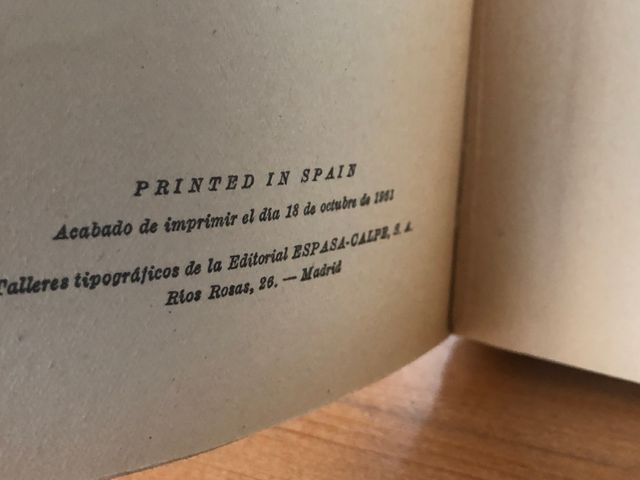 PRINTED IN SPAIN
Acabado de imprimir el día 18 de octubre de 1961
Talleres tipográficos de la Editorial ESPASA-CALPE, S. A.
Ríos Rosas, 26. — Madrid